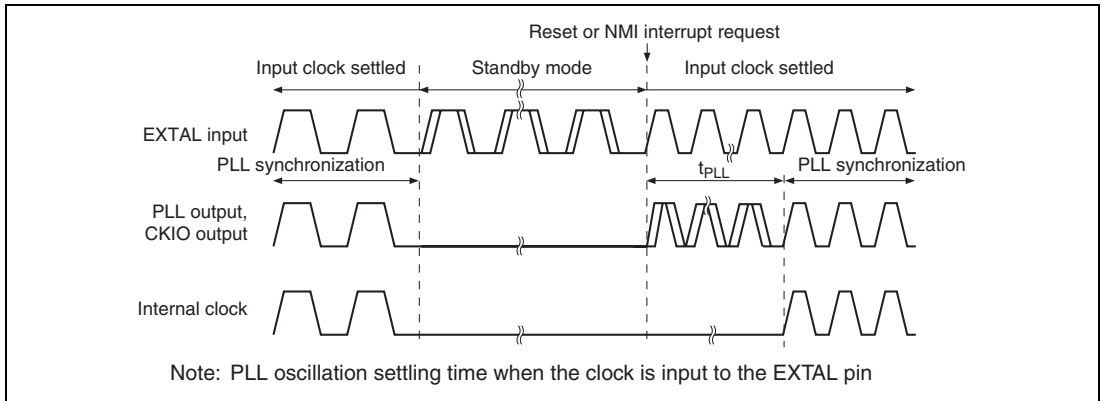 Reset or NMI interrupt request
Input clock settled
Standby mode
Input clock settled
EXTAL input
PLL synchronization
tPLL
PLL synchronization
PLL output,
CKIO output
Internal clock
Note: PLL oscillation settling time when the clock is input to the EXTAL pin